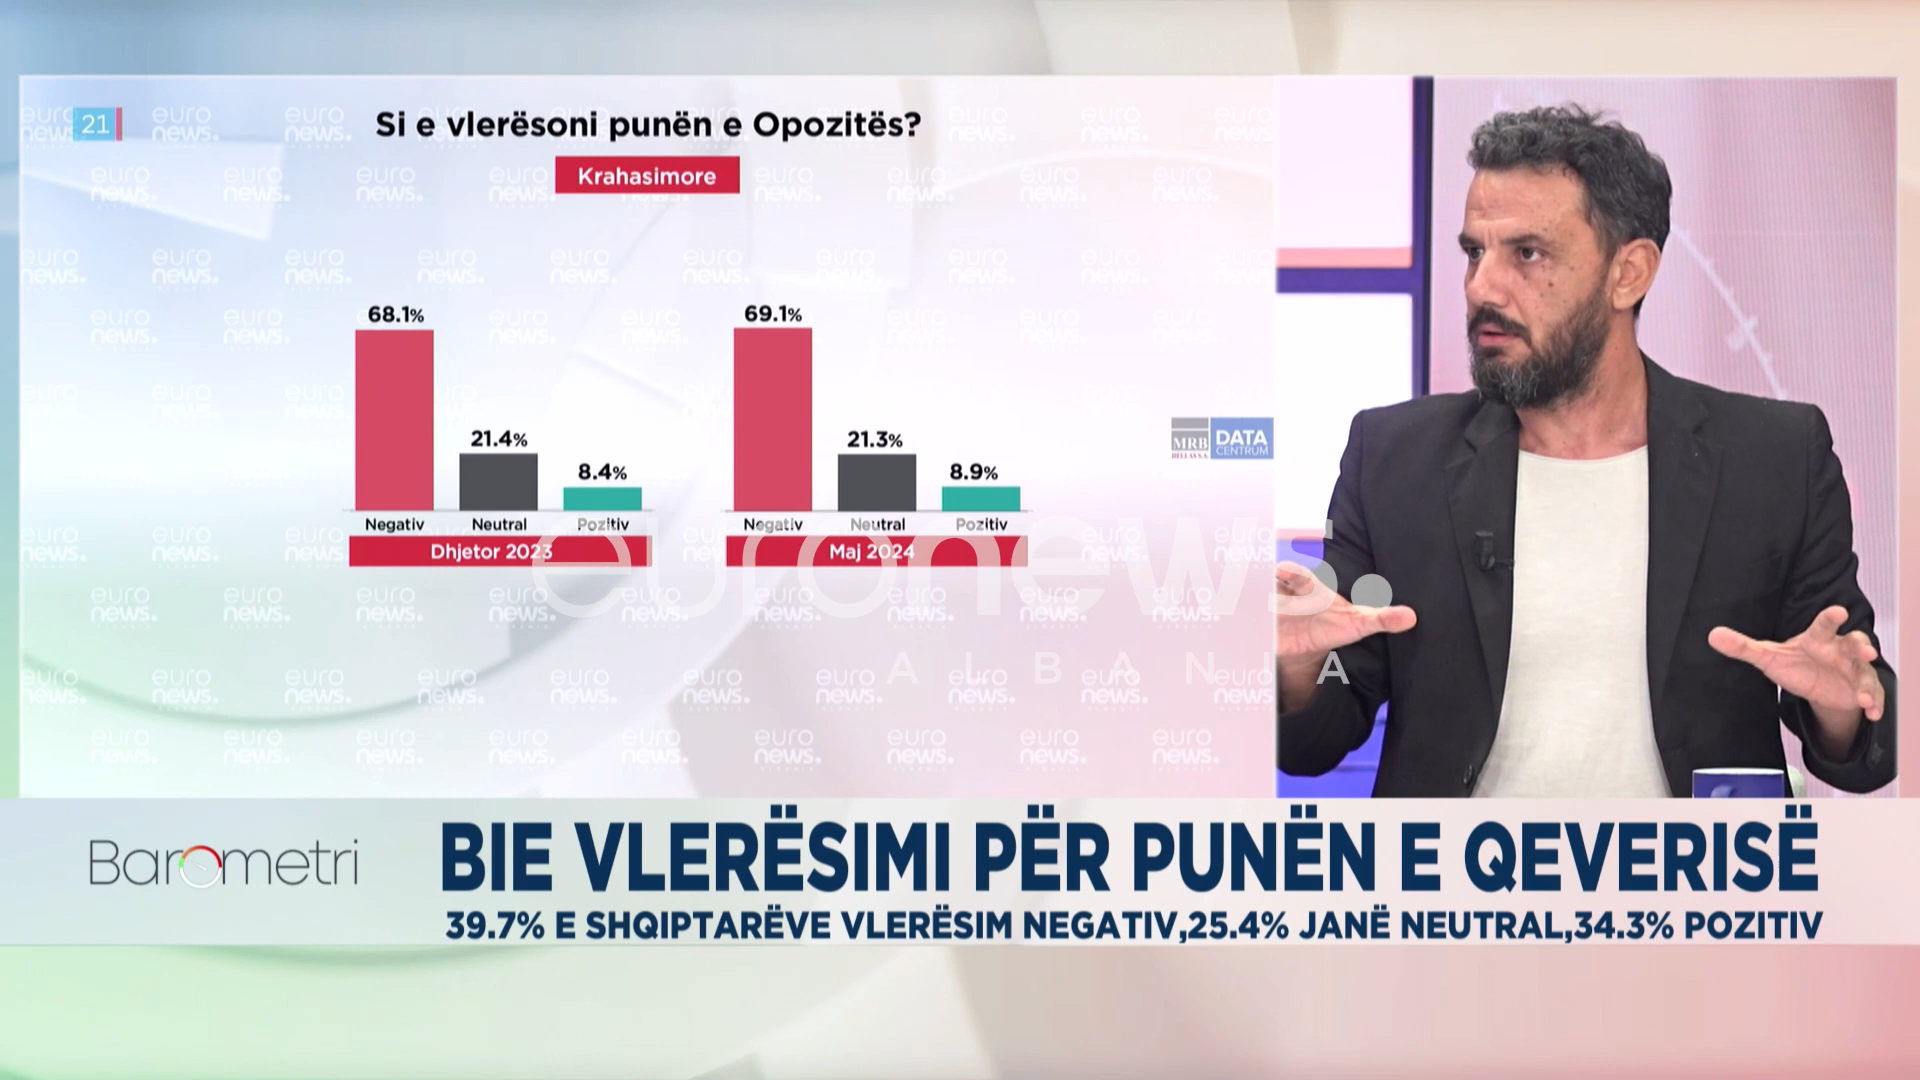 21
Si e vlerësoni punën e Opozitës?
Krahasimore
68.1%
21.4%
8.4%
Negativ
Neutral
Pozitiv
Dhjetor 2023
69.1%
21.3%
8.9%
Negativ
Neutral
Pozitiv
Maj 2024
MRB
HELLAS S.A.
DATA
CENTRUM
euronews.
ALBANIA
Barometri
BIE VLERËSIMI PËR PUNËN E QEVERISË
39.7% E SHQIPTARËVE VLERËSIM NEGATIV,25.4% JANË NEUTRAL,34.3% POZITIV